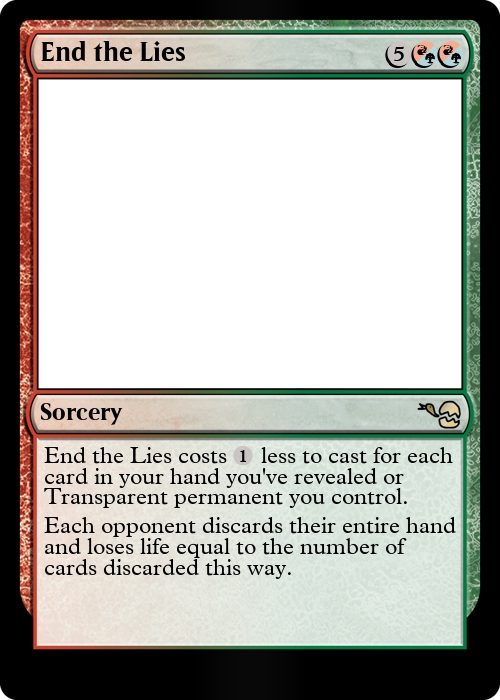 End the Lies 5
Sorcery
End the Lies costs 1 less to cast for each
card in your hand you've revealed or
Transparent permanent you control.
Each opponent discards their entire hand
and loses life equal to the number of
cards discarded this way.